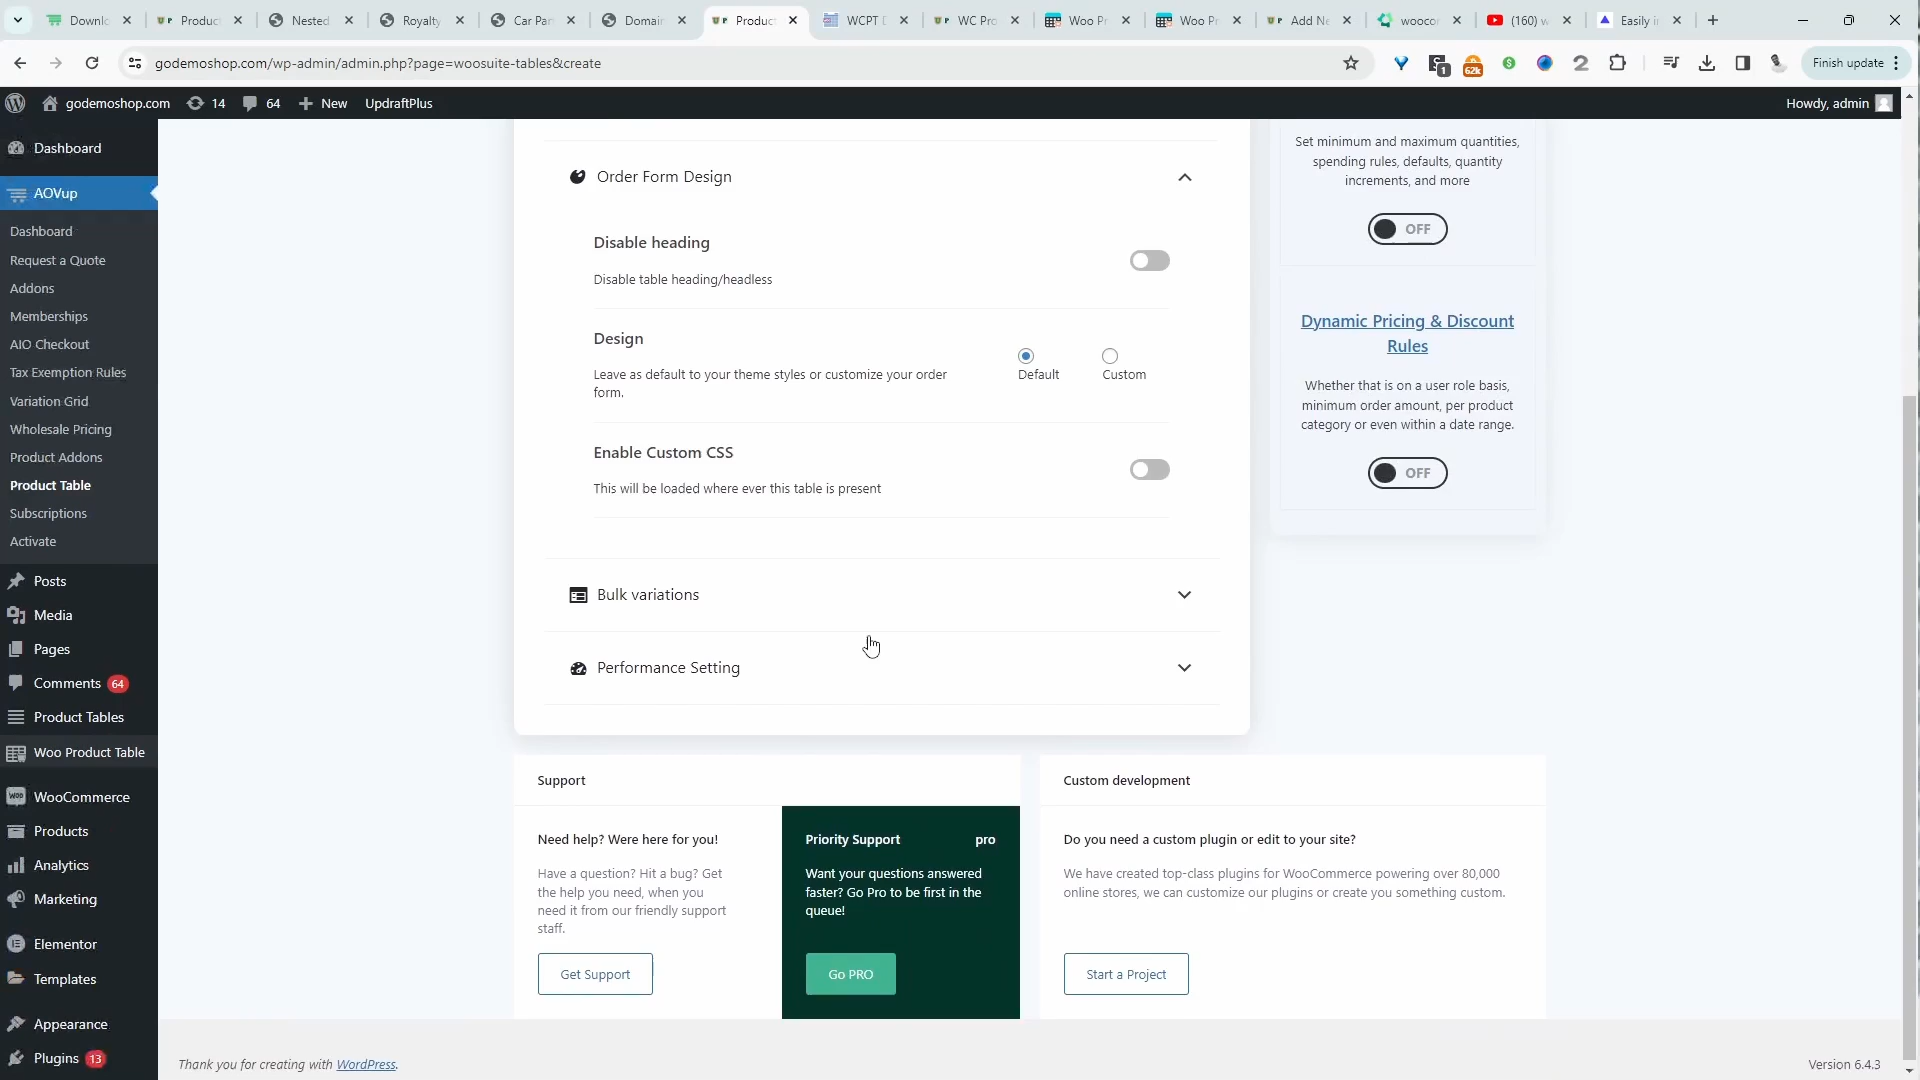 Downlo
Product
Nested
Royalty
Car Par
Domain
Product
WCPT D
WC Pro
Woo Pr
Woo Pr
Add Ne
woocor
(160) w
Easily i
godemoshop.com/wp-admin/admin.php?page=woosuite-tables&create
1
62k
Finish update
godemoshop.com
14
64
New
UpdraftPlus
Howdy, admin
Dashboard
AOVup
Dashboard
Request a Quote
Addons
Memberships
AIO Checkout
Tax Exemption Rules
Variation Grid
Wholesale Pricing
Product Addons
Product Table
Subscriptions
Activate
Posts
Media
Pages
Comments 64
Product Tables
Woo Product Table
WooCommerce
Products
Analytics
Marketing
Elementor
Templates
Appearance
Plugins 13
Order Form Design
Disable heading
Disable table heading/headless
Design
Leave as default to your theme styles or customize your order
form.
Default
Custom
Enable Custom CSS
This will be loaded where ever this table is present
Bulk variations
Performance Setting
Set minimum and maximum quantities,
spending rules, defaults, quantity
increments, and more
OFF
Dynamic Pricing & Discount
Rules
Whether that is on a user role basis,
minimum order amount, per product
category or even within a date range.
OFF
Support
Need help? Were here for you!
Have a question? Hit a bug? Get
the help you need, when you
need it from our friendly support
staff.
Get Support
Priority Support
pro
Want your questions answered
faster? Go Pro to be first in the
queue!
Go PRO
Custom development
Do you need a custom plugin or edit to your site?
We have created top-class plugins for WooCommerce powering over 80,000
online stores, we can customize our plugins or create you something custom.
Start a Project
Thank you for creating with WordPress.
Version 6.4.3